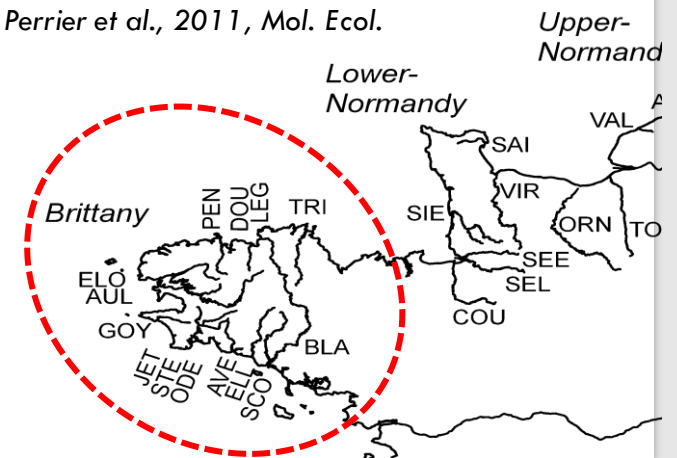 Perrier et al., 2011, Mol. Ecol.
Upper-
Normand
Lower-
Normandy
VAL
A
SAI
VIR
Brittany
PEN
DOU
LEG
TRI
SIE
ORN
TO
SEE
ELO
AUL
SEL
GOY
COU
BLA
JET
STE
ODE
AVE
ELL
SCO